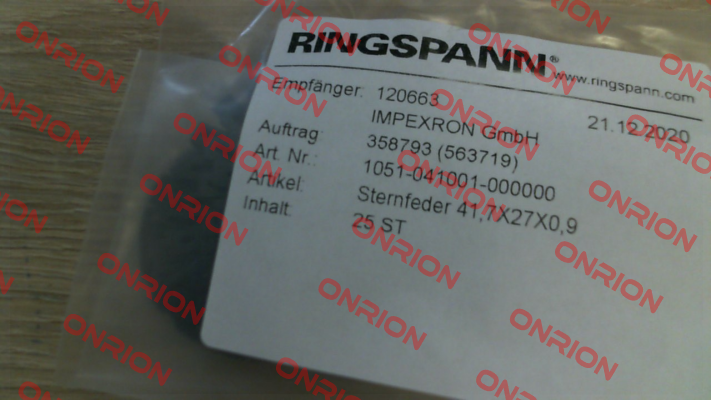 RINGSPANN® www.ringspann.com
Empfänger: 120663 21.12.2020
IMPEXRON GmbH
Auftrag: 358793 (563719)
Art. Nr.: 1051-041001-000000
Artikel: Sternfeder 41,7X27X0,9
Inhalt: 25 ST
ONRION